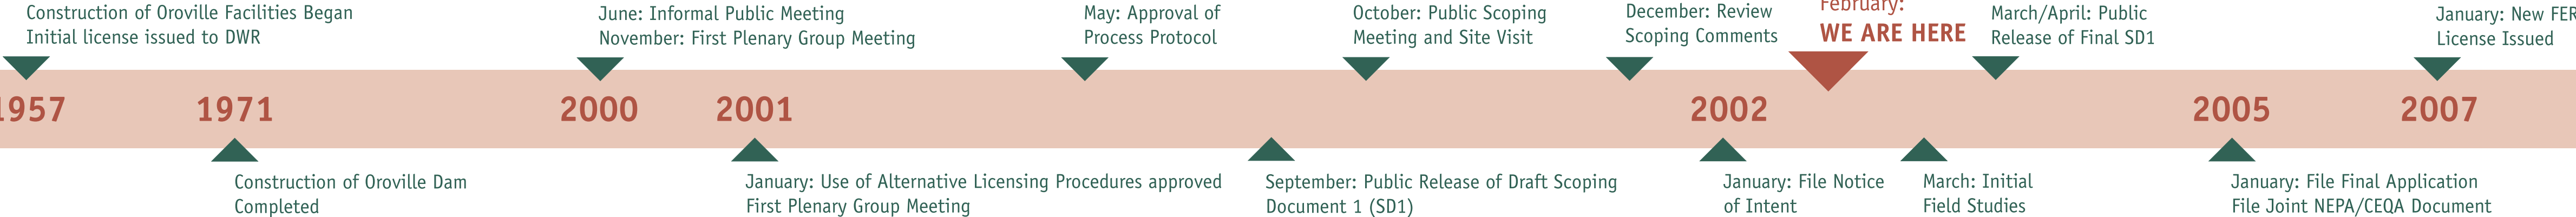 Construction of Oroville Facilities Began
Initial license issued to DWR
June: Informal Public Meeting
November: First Plenary Group Meeting
May: Approval of
Process Protocol
October: Public Scoping
Meeting and Site Visit
December: Review
Scoping Comments
February:
WE ARE HERE
March/April: Public
Release of Final SD1
January: New FER
License Issued
1957
1971
2000
2001
2002
2005
2007
Construction of Oroville Dam
Completed
January: Use of Alternative Licensing Procedures approved
First Plenary Group Meeting
September: Public Release of Draft Scoping
Document 1 (SD1)
January: File Notice
of Intent
March: Initial
Field Studies
January: File Final Application
File Joint NEPA/CEQA Document